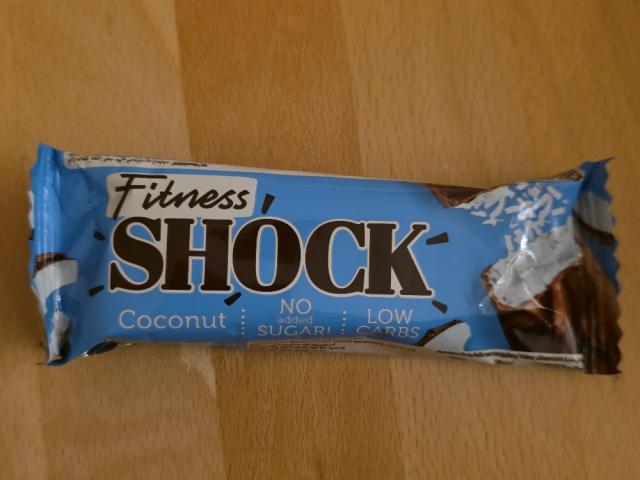 Fitness
SHOCK
Coconut
NO
added
SUGAR!
LOW
CARBS